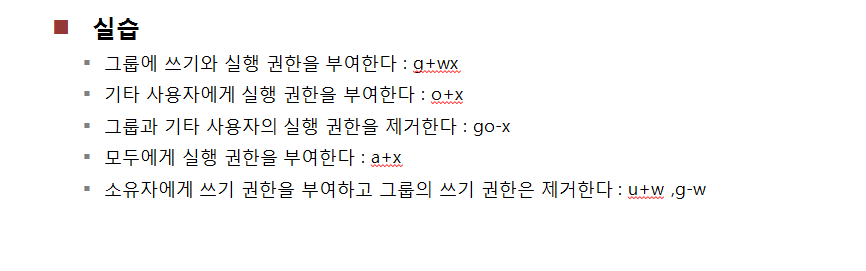 실습
그룹에 쓰기와 실행 권한을 부여한다 : g+wx
기타 사용자에게 실행 권한을 부여한다 : o+x
그룹과 기타 사용자의 실행 권한을 제거한다 : go-x
모두에게 실행 권한을 부여한다 : a+x
소유자에게 쓰기 권한을 부여하고 그룹의 쓰기 권한은 제거한다 : u+w ,g-w